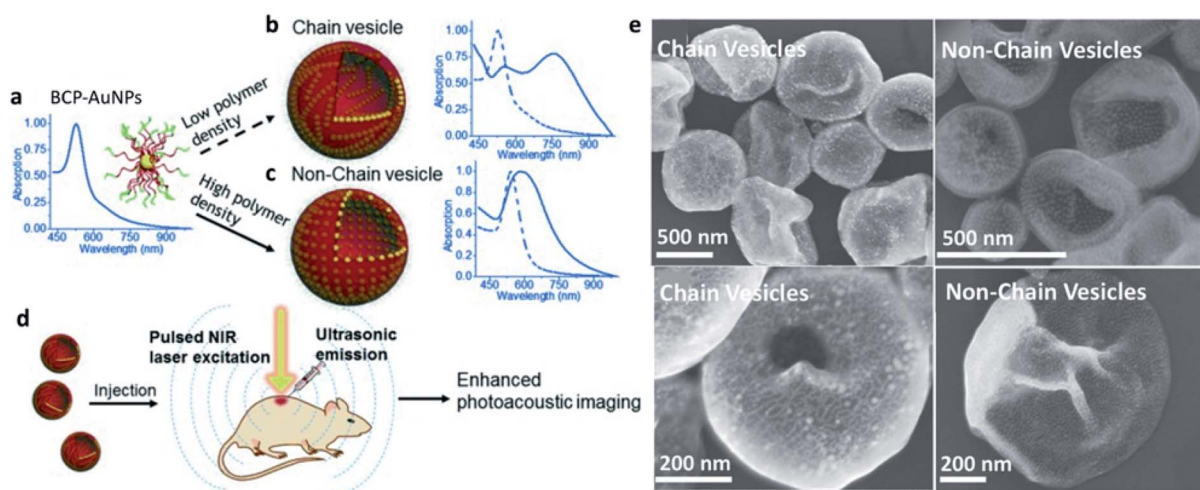 a
BCP-AuNPs
Absorption
1.00
0.75
0.50
0.25
0.00
450 600 750 900
Wavelength (nm)
Low polymer
density
High polymer
density
b
Chain vesicle
Absorption
1.00
0.75
0.50
0.25
0.00
450 600 750 900
Wavelength (nm)
c
Non-Chain vesicle
Absorption
1.0
0.8
0.6
0.4
0.2
0.0
450 600 750 900
Wavelength (nm)
d
Injection
Pulsed NIR
laser excitation
Ultrasonic
emission
Enhanced
photoacoustic imaging
e
Chain Vesicles
500 nm
Non-Chain Vesicles
500 nm
Chain Vesicles
200 nm
Non-Chain Vesicles
200 nm